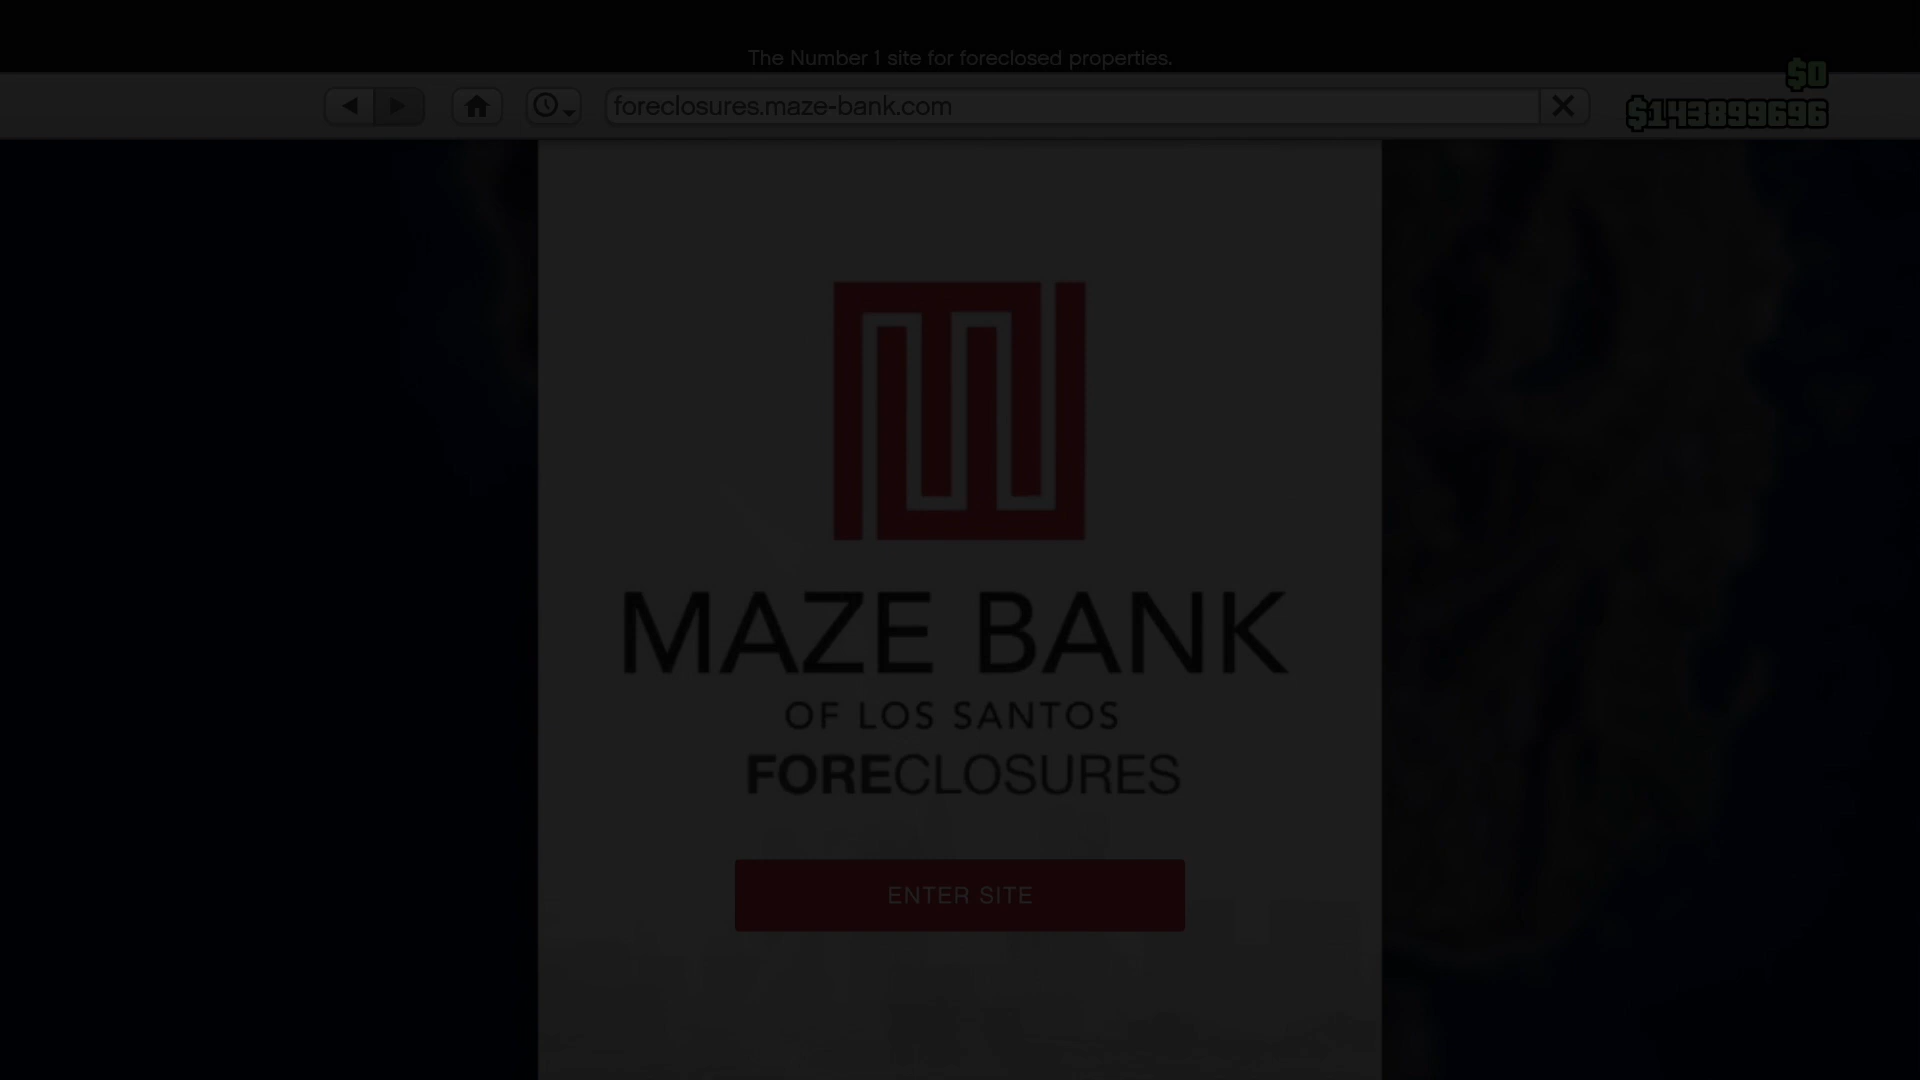 The Number 1 site for foreclosed properties.
$0
foreclosures.maze-bank.com
$143899696
MAZE BANK
OF LOS SANTOS
FORECLOSURES
ENTER SITE